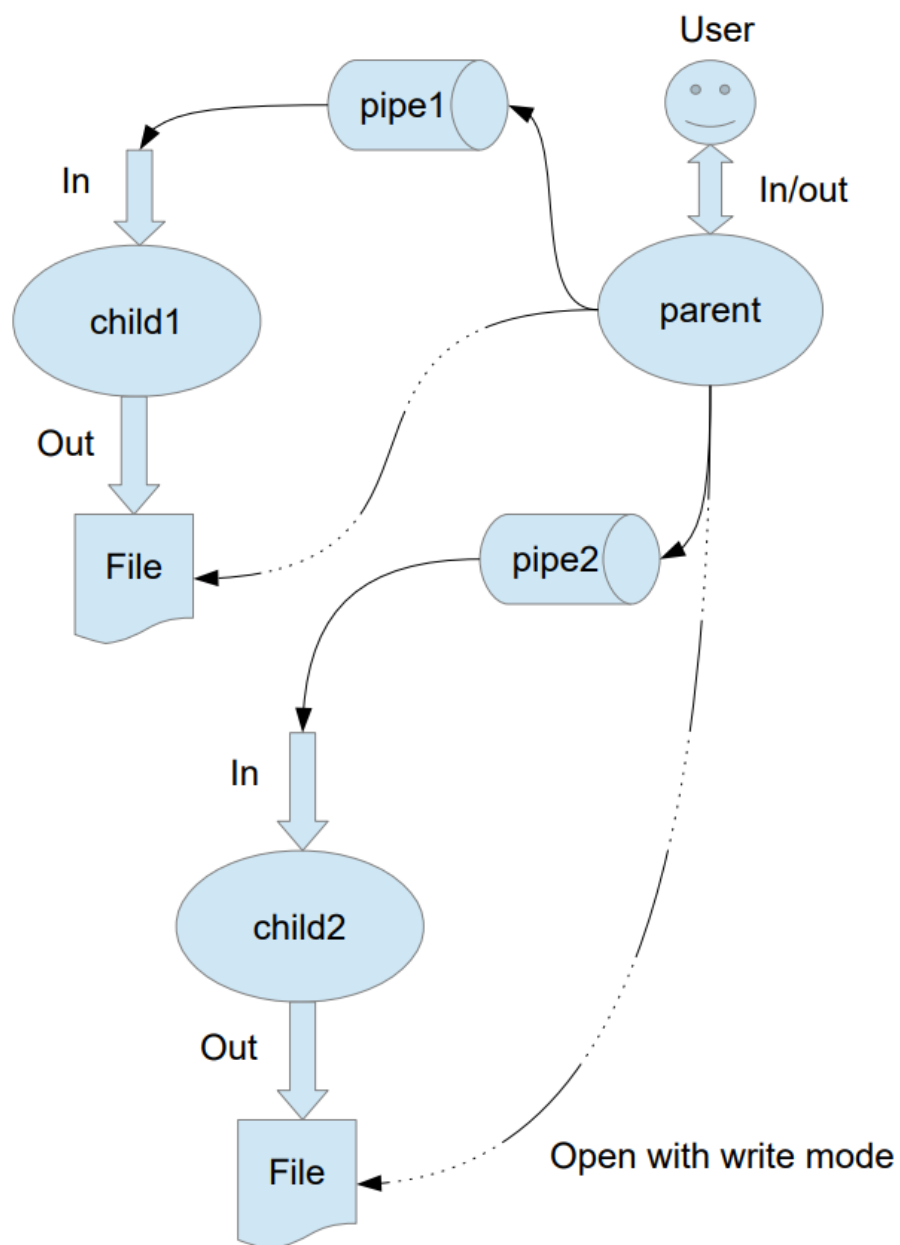 User
pipe1
In
In/out
child1
parent
Out
File
pipe2
In
child2
Out
Open with write mode
File